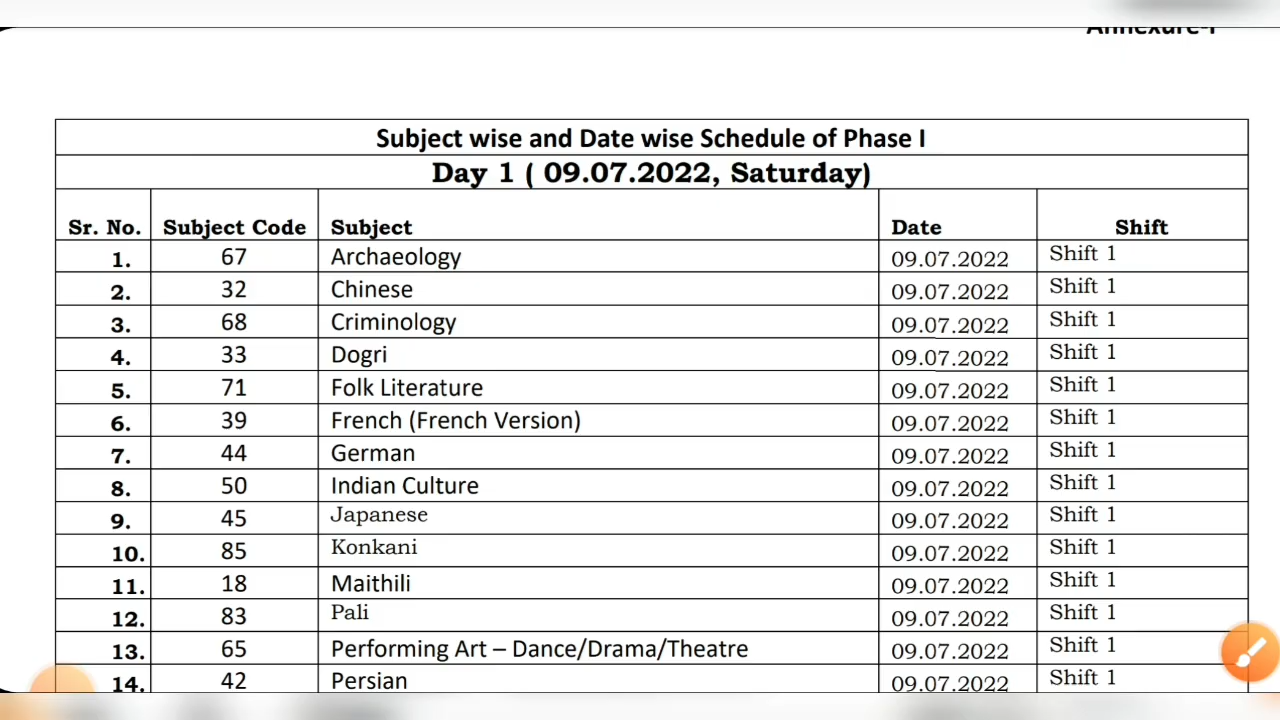 Annexure-I
Subject wise and Date wise Schedule of Phase I
Day 1 ( 09.07.2022, Saturday)
Sr. No. Subject Code Subject Date Shift
1. 67 Archaeology 09.07.2022 Shift 1
2. 32 Chinese 09.07.2022 Shift 1
3. 68 Criminology 09.07.2022 Shift 1
4. 33 Dogri 09.07.2022 Shift 1
5. 71 Folk Literature 09.07.2022 Shift 1
6. 39 French (French Version) 09.07.2022 Shift 1
7. 44 German 09.07.2022 Shift 1
8. 50 Indian Culture 09.07.2022 Shift 1
9. 45 Japanese 09.07.2022 Shift 1
10. 85 Konkani 09.07.2022 Shift 1
11. 18 Maithili 09.07.2022 Shift 1
12. 83 Pali 09.07.2022 Shift 1
13. 65 Performing Art – Dance/Drama/Theatre 09.07.2022 Shift 1
14. 42 Persian 09.07.2022 Shift 1